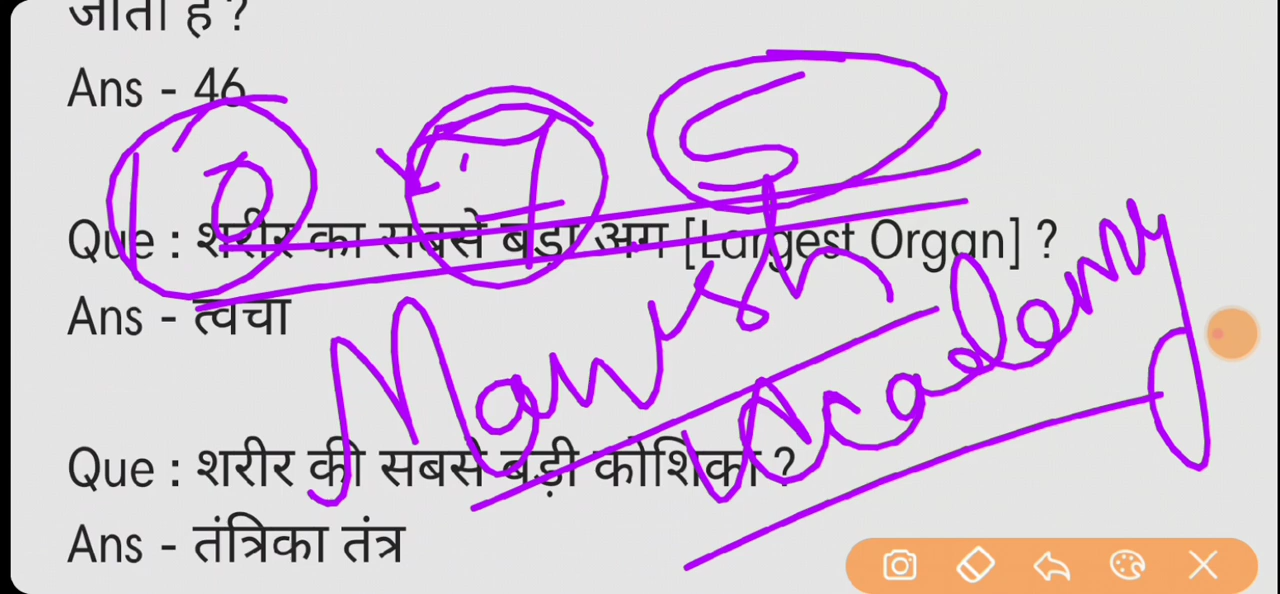 जाता है ?
Ans - 46
Que : शरीर का सबसे बड़ा अंग [Largest Organ] ?
Ans - त्वचा
Manish
Academy
Que : शरीर की सबसे बड़ी कोशिका ?
Ans - तंत्रिका तंत्र